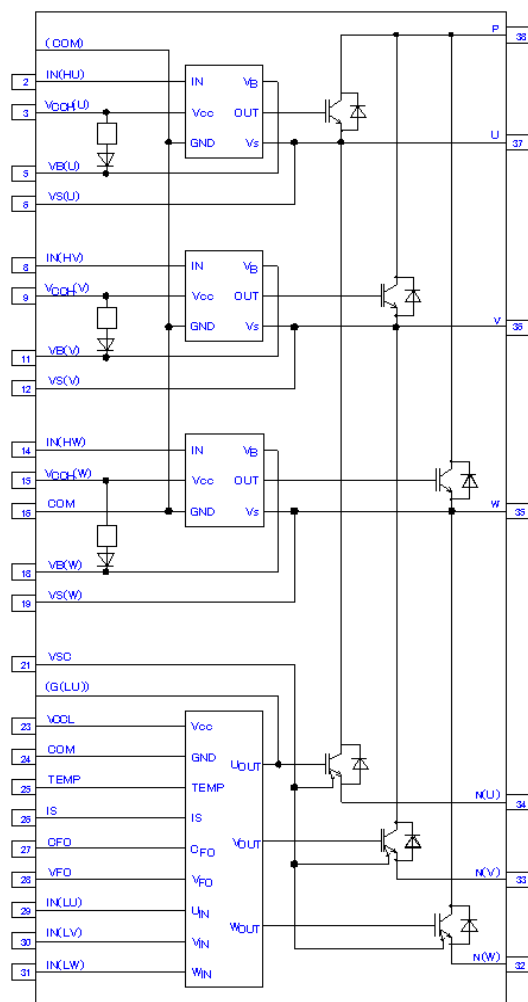 (COM)
P
38
2
IN(HU)
IN
VB
3
VCCH(U)
Vcc
OUT
GND
Vs
U
37
5
VB(U)
6
VS(U)
8
IN(HV)
IN
VB
9
VCCH(V)
Vcc
OUT
GND
Vs
V
36
11
VB(V)
12
VS(V)
14
IN(HW)
IN
VB
15
VCCH(W)
Vcc
OUT
16
COM
GND
Vs
W
35
18
VB(W)
19
VS(W)
21
VSC
(G(LU))
23
VCCL
Vcc
24
COM
GND
UOUT
25
TEMP
TEMP
N(U)
34
26
IS
IS
27
CFO
CFO
VOUT
28
VFO
VFO
N(V)
33
29
IN(LU)
UIN
WOUT
30
IN(LV)
VIN
31
IN(LW)
WIN
N(W)
32